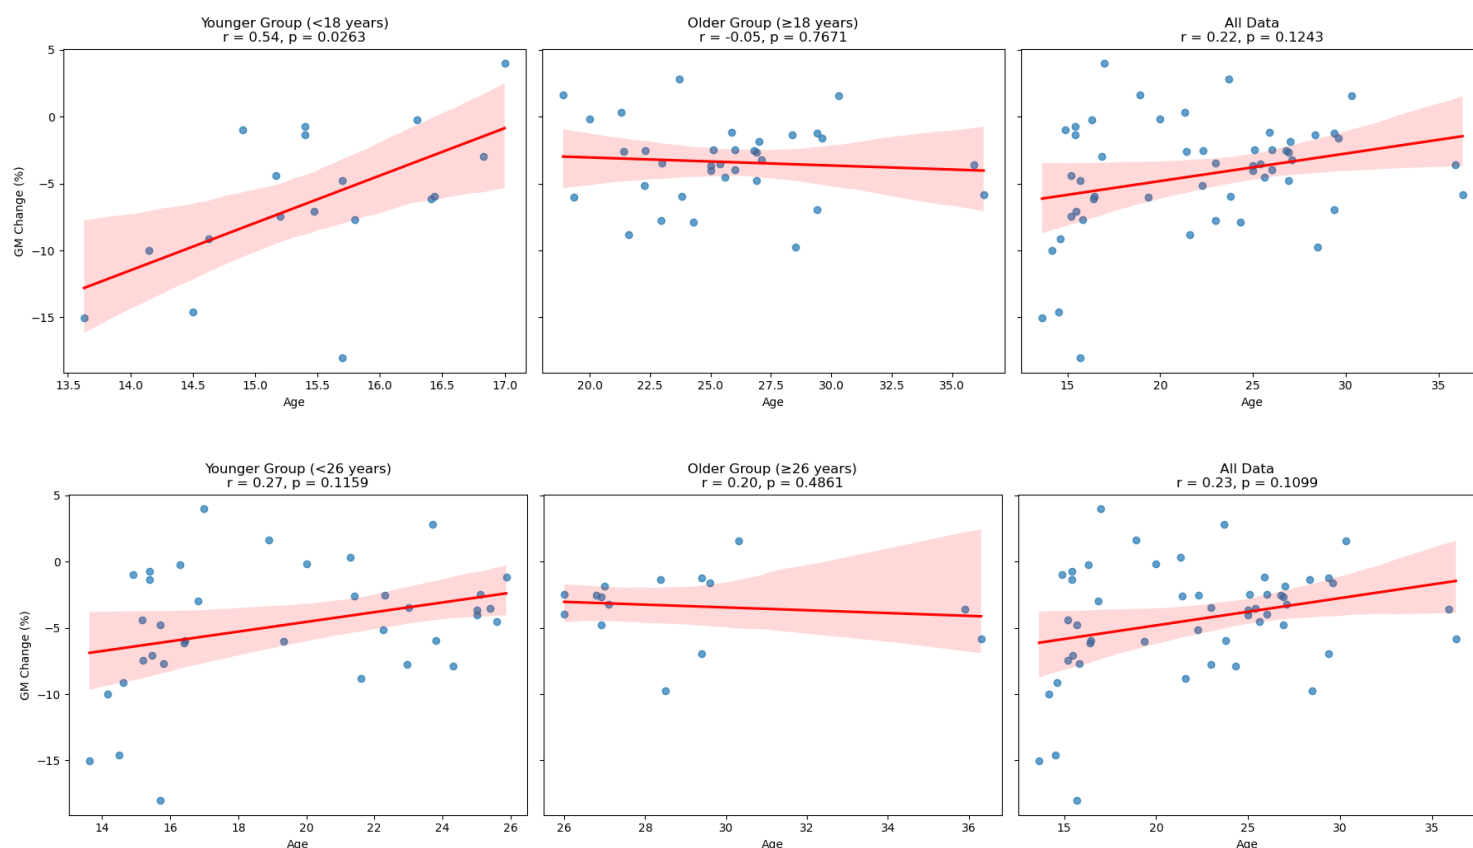 Younger Group (<18 years)
r = 0.54, p = 0.0263
Older Group (≥18 years)
r = -0.05, p = 0.7671
All Data
r = 0.22, p = 0.1243
GM Change (%)
5
0
−5
−10
−15
13.5 14.0 14.5 15.0 15.5 16.0 16.5 17.0
Age
20.0 22.5 25.0 27.5 30.0 32.5 35.0
Age
15 20 25 30 35
Age
Younger Group (<26 years)
r = 0.27, p = 0.1159
Older Group (≥26 years)
r = 0.20, p = 0.4861
All Data
r = 0.23, p = 0.1099
GM Change (%)
5
0
−5
−10
−15
14 16 18 20 22 24 26
Age
26 28 30 32 34 36
Age
15 20 25 30 35
Age